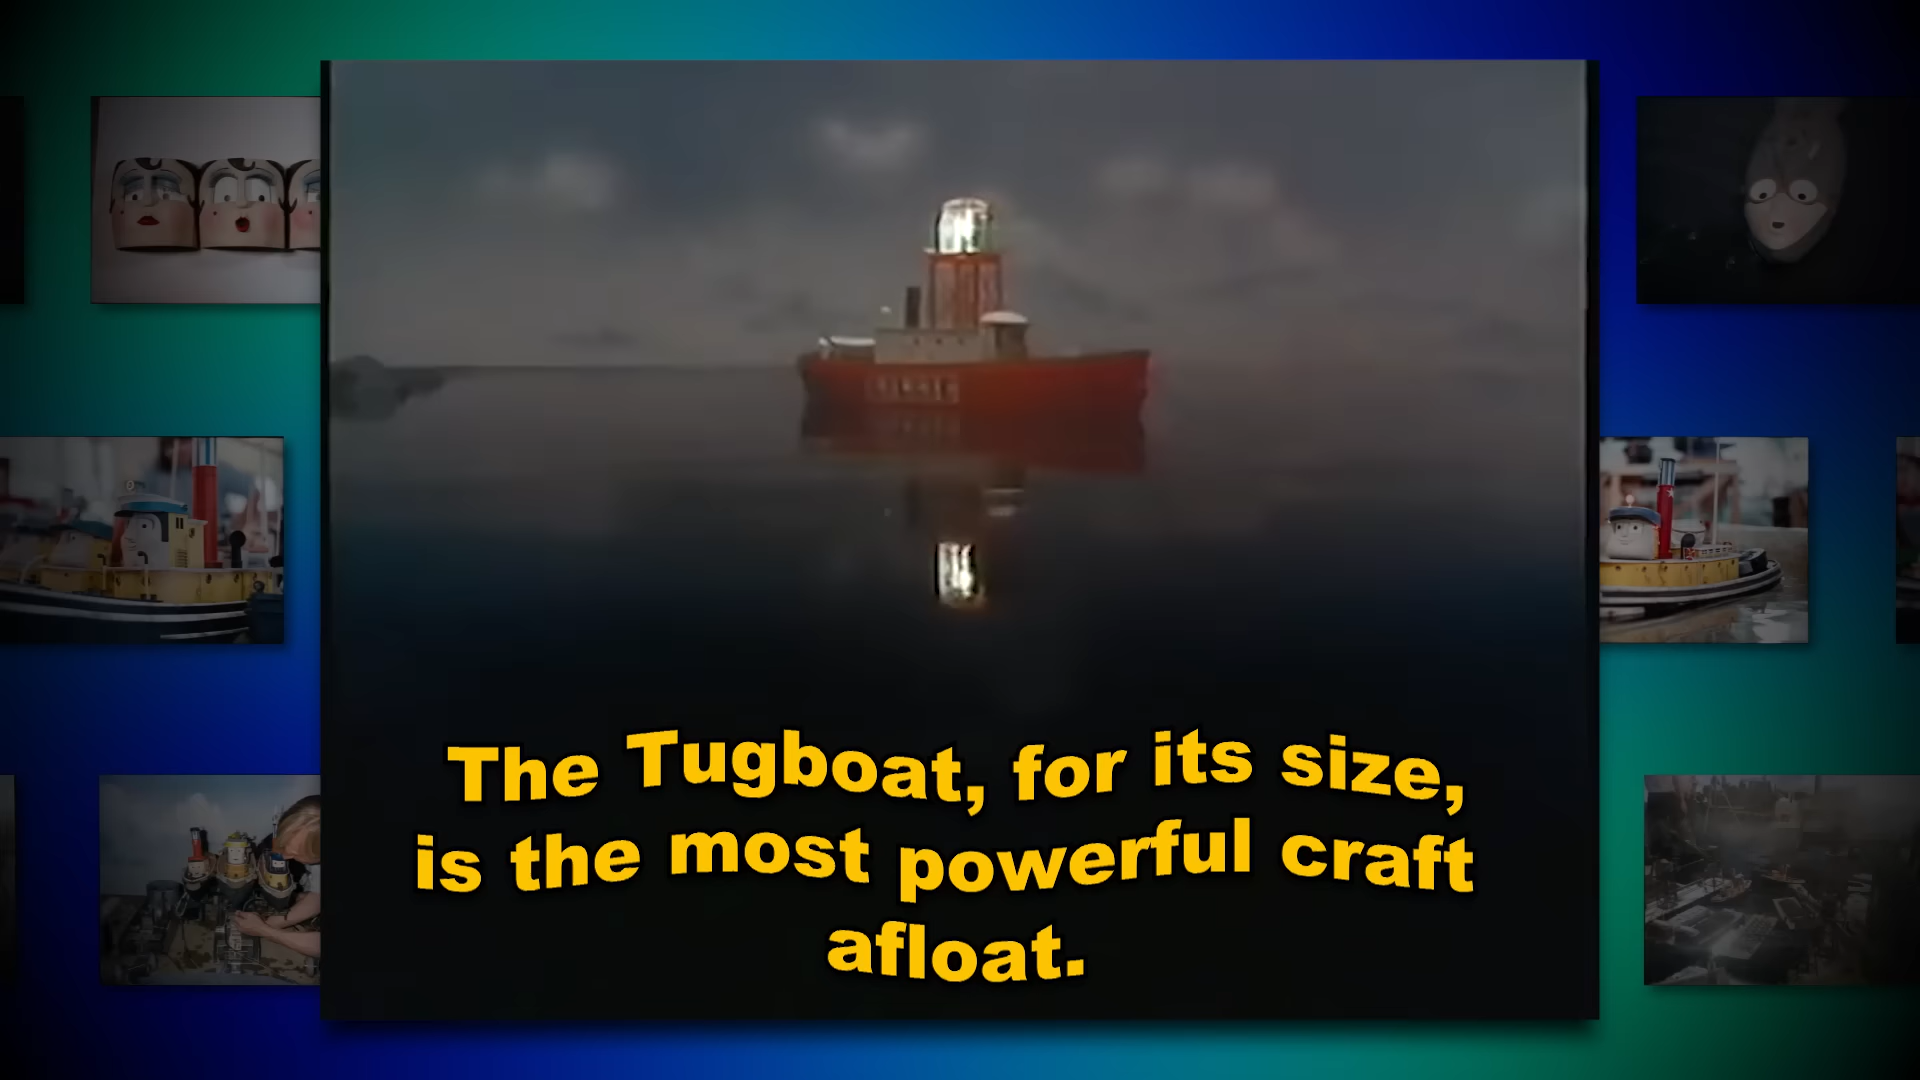 The Tugboat, for its size,
is the most powerful craft
afloat.